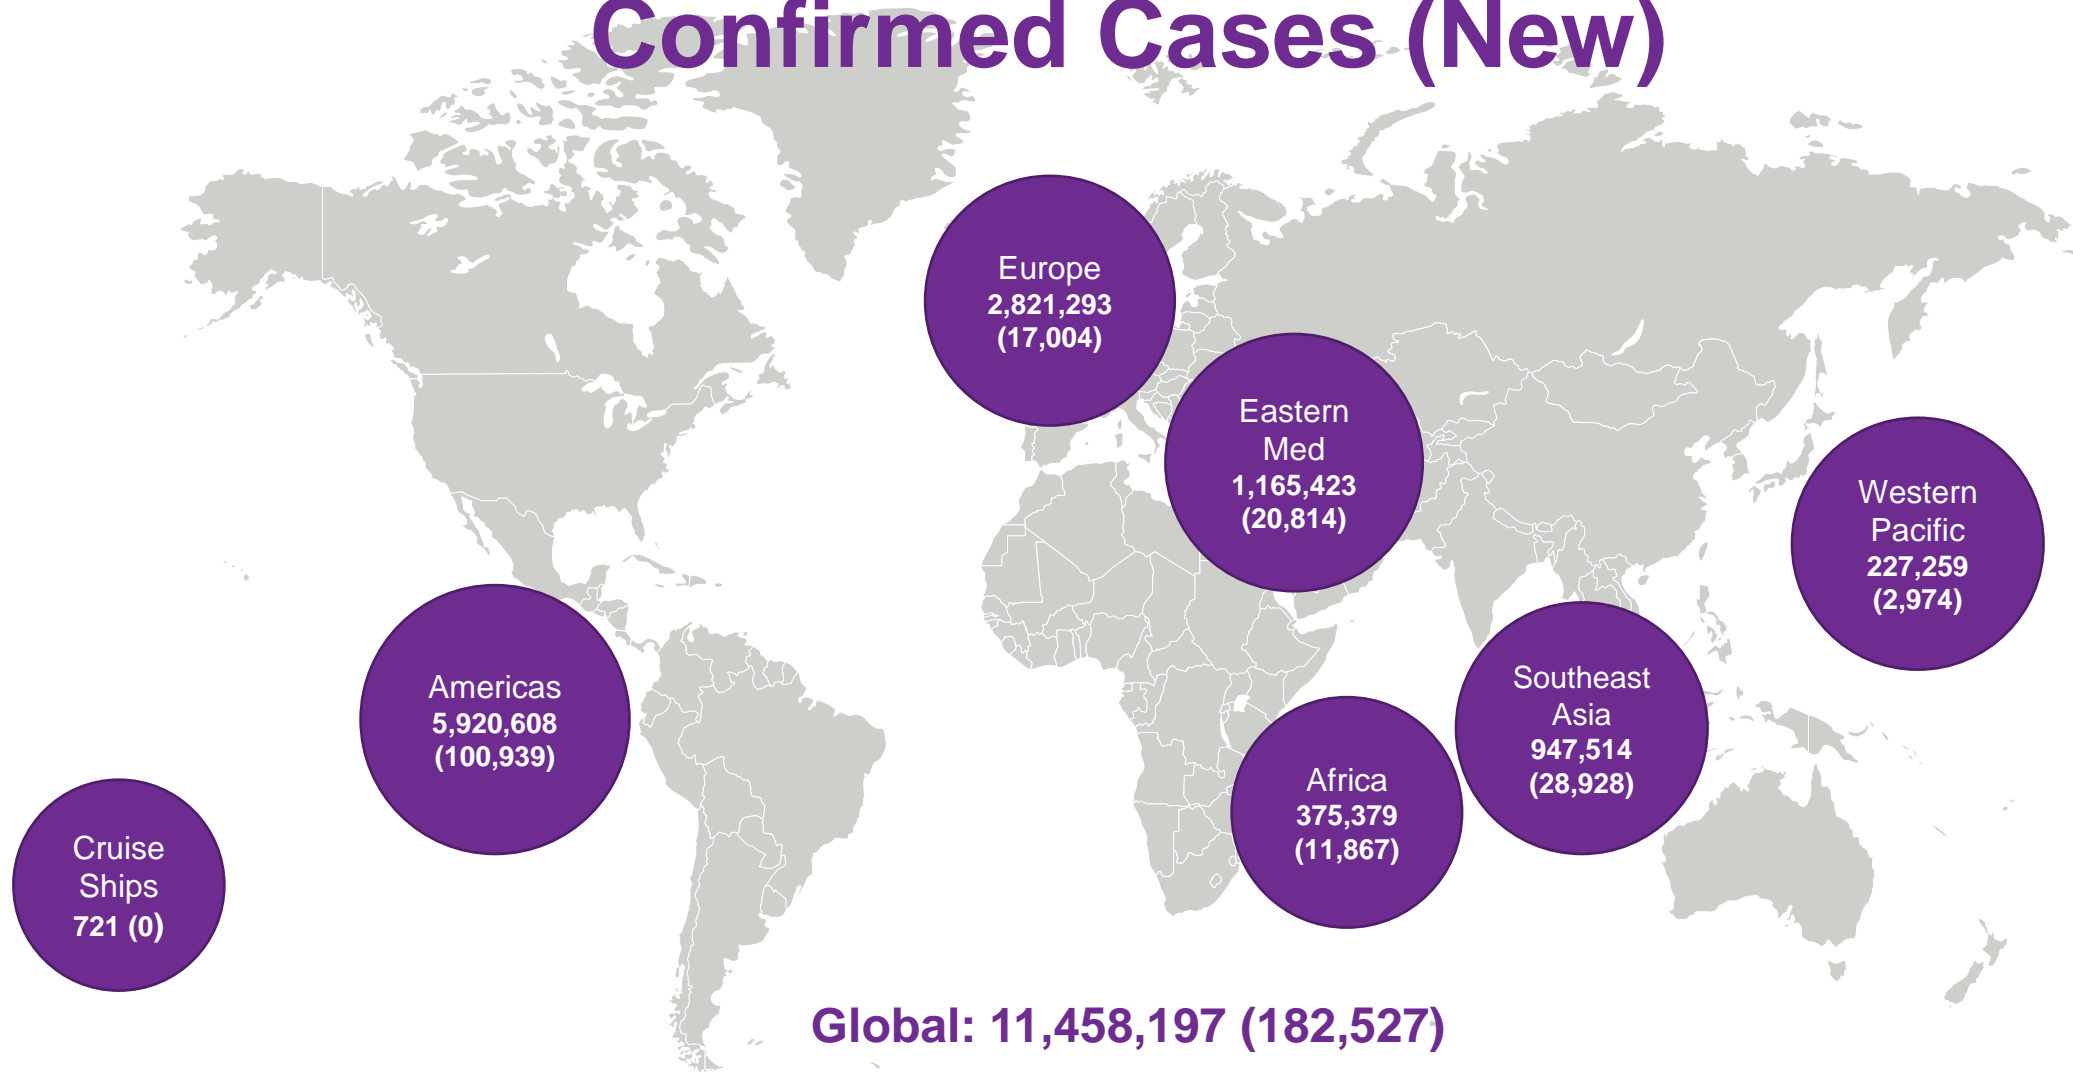 Confirmed Cases (New)
Europe
2,821,293
(17,004)
Eastern
Med
1,165,423
(20,814)
Western
Pacific
227,259
(2,974)
Americas
5,920,608
(100,939)
Southeast
Asia
947,514
(28,928)
Africa
375,379
(11,867)
Cruise
Ships
721 (0)
Global: 11,458,197 (182,527)